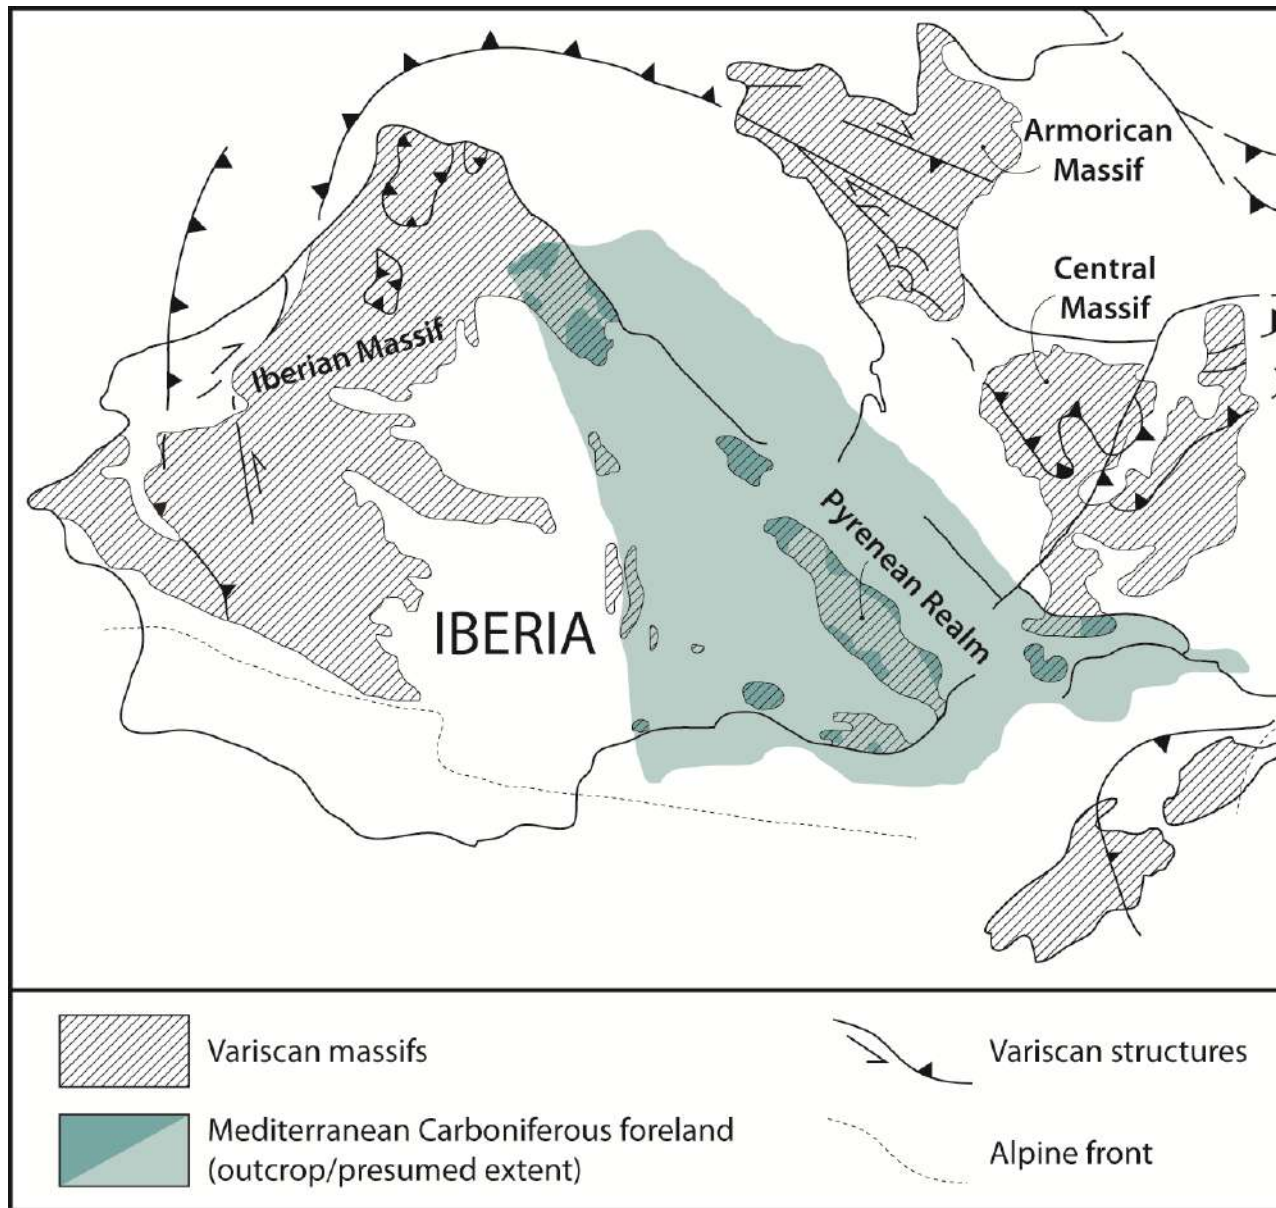 Armorican
Massif
Central
Massif
Iberian Massif
Pyrenean Realm
IBERIA
Variscan massifs
Variscan structures
Mediterranean Carboniferous foreland
(outcrop/presumed extent)
Alpine front